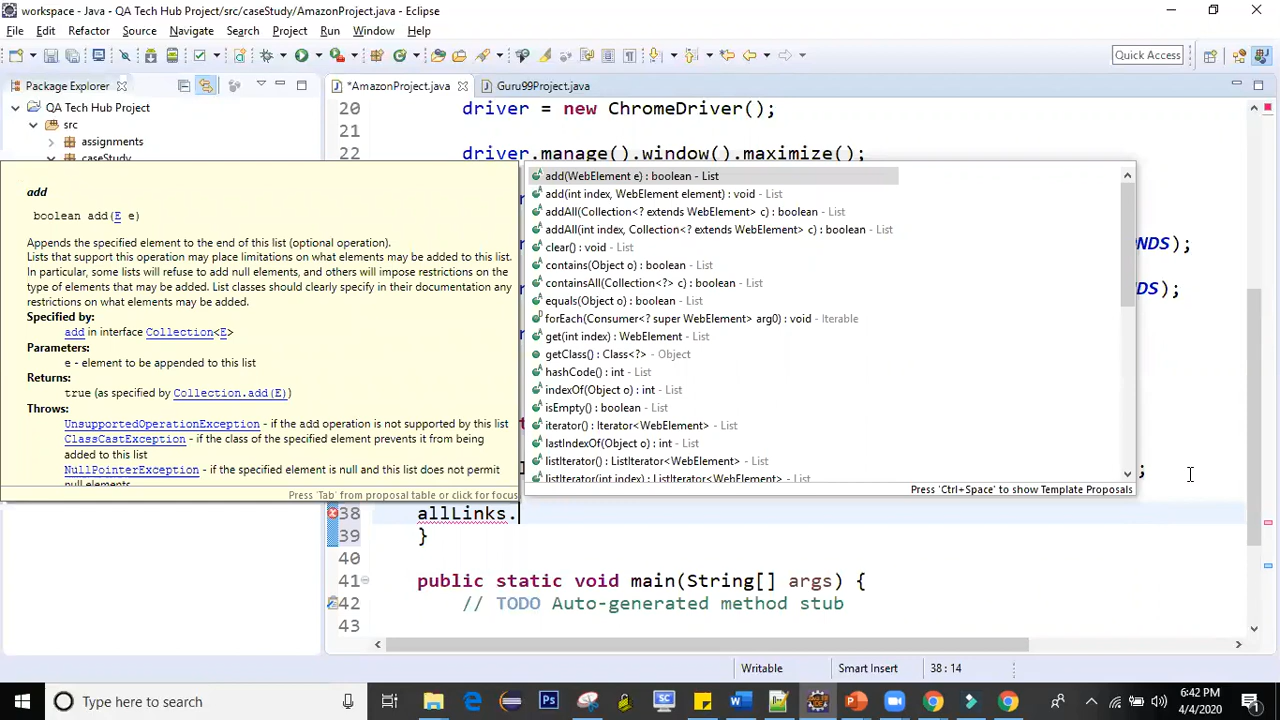 workspace - Java - QA Tech Hub Project/src/caseStudy/AmazonProject.java - Eclipse
File Edit Refactor Source Navigate Search Project Run Window Help
Quick Access
Package Explorer
*AmazonProject.java
Guru99Project.java
QA Tech Hub Project
src
assignments
caseStudy
20 driver = new ChromeDriver();
21
22 driver.manage().window().maximize();
add
boolean add(E e)
Appends the specified element to the end of this list (optional operation).
Lists that support this operation may place limitations on what elements may be added to this list.
In particular, some lists will refuse to add null elements, and others will impose restrictions on the
type of elements that may be added. List classes should clearly specify in their documentation any
restrictions on what elements may be added.
Specified by:
add in interface Collection<E>
Parameters:
e - element to be appended to this list
Returns:
true (as specified by Collection.add(E))
Throws:
UnsupportedOperationException - if the add operation is not supported by this list
ClassCastException - if the class of the specified element prevents it from being
added to this list
NullPointerException - if the specified element is null and this list does not permit
null elements
Press 'Tab' from proposal table or click for focus
add(WebElement e) : boolean - List
add(int index, WebElement element) : void - List
addAll(Collection<? extends WebElement> c) : boolean - List
addAll(int index, Collection<? extends WebElement> c) : boolean - List
clear() : void - List
contains(Object o) : boolean - List
containsAll(Collection<?> c) : boolean - List
equals(Object o) : boolean - List
forEach(Consumer<? super WebElement> arg0) : void - Iterable
get(int index) : WebElement - List
getClass() : Class<?> - Object
hashCode() : int - List
indexOf(Object o) : int - List
isEmpty() : boolean - List
iterator() : Iterator<WebElement> - List
lastIndexOf(Object o) : int - List
listIterator() : ListIterator<WebElement> - List
listIterator(int index) : ListIterator<WebElement> - List
Press 'Ctrl+Space' to show Template Proposals
NDS);
DS);
;
38 allLinks.
39 }
40
41 public static void main(String[] args) {
42 // TODO Auto-generated method stub
43
Writable Smart Insert 38 : 14
Type here to search
6:42 PM
4/4/2020